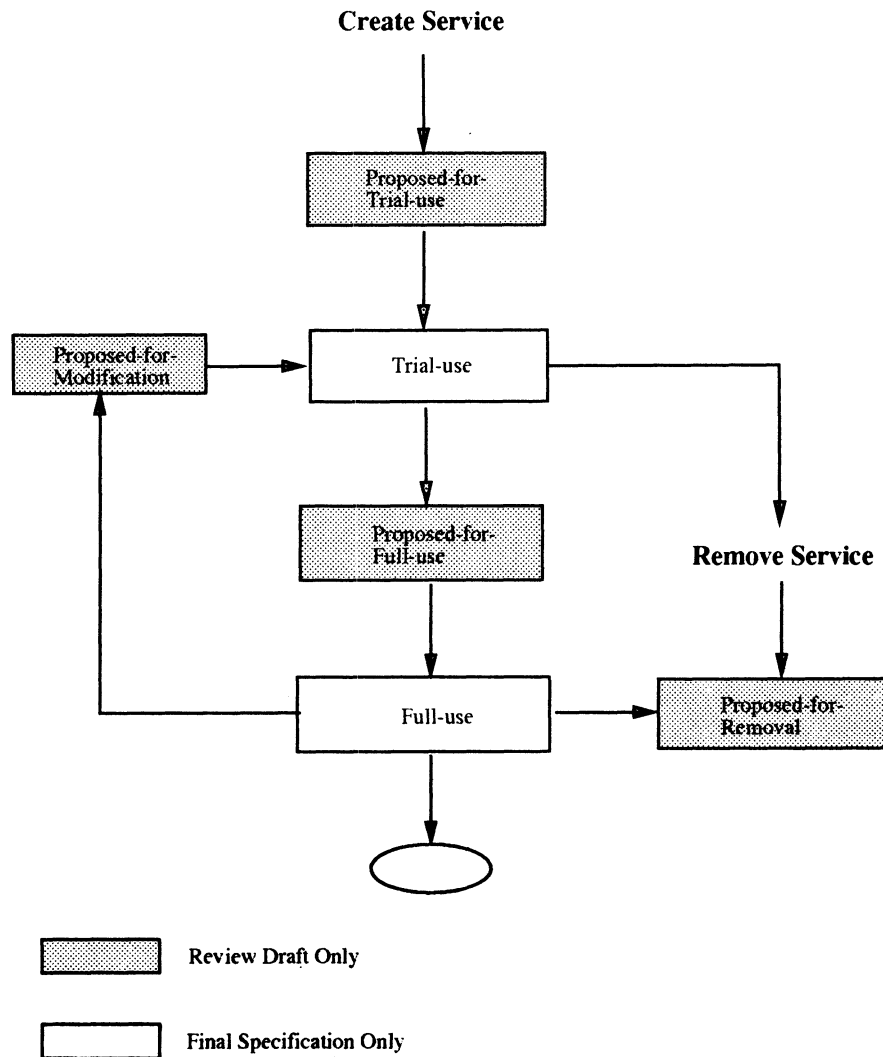 Create Service
Proposed-for-
Trial-use
Proposed-for-
Modification
Trial-use
Proposed-for-
Full-use
Remove Service
Full-use
Proposed-for-
Removal
Review Draft Only
Final Specification Only